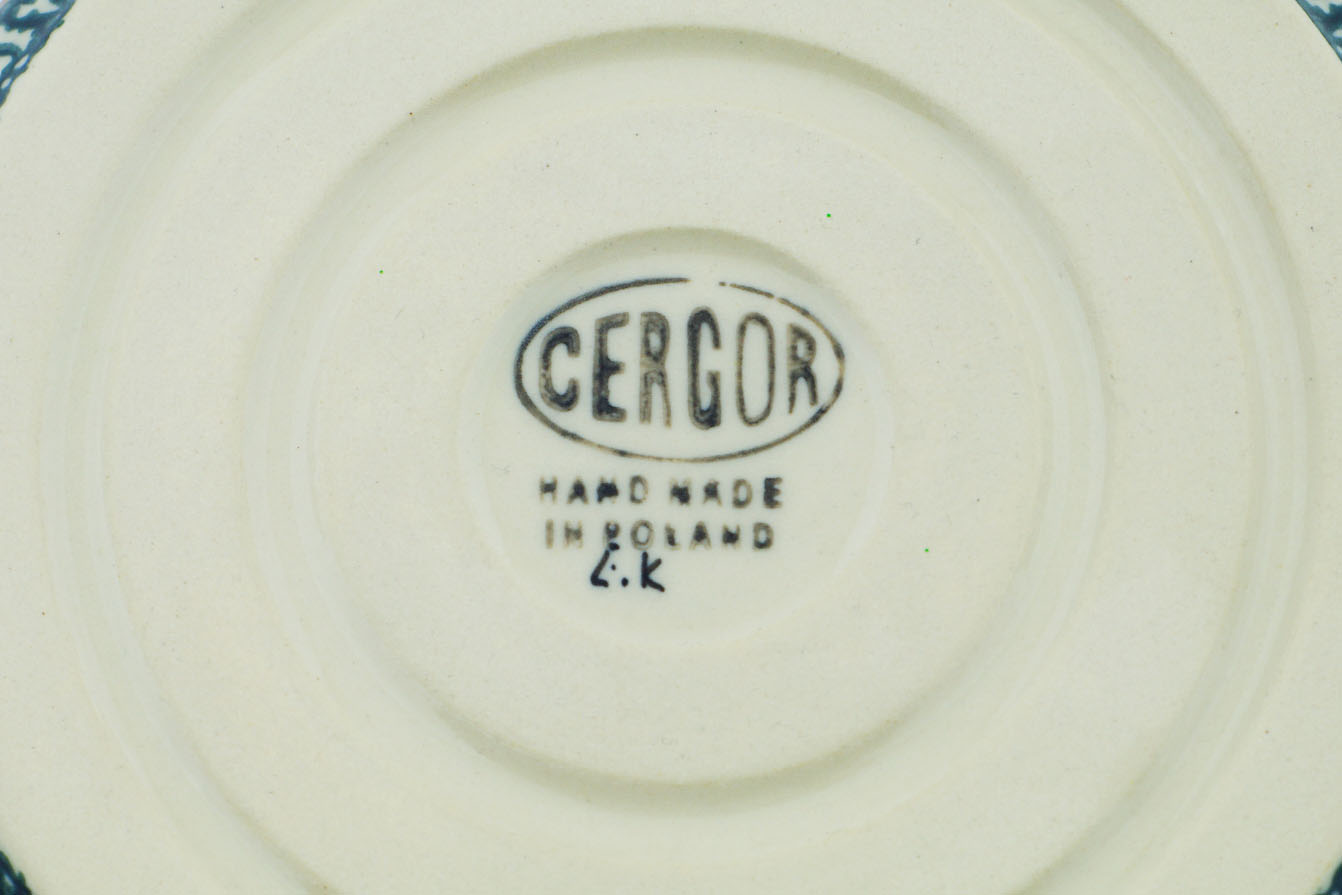 CERGOR
HAND MADE
IN POLAND
Ł.K